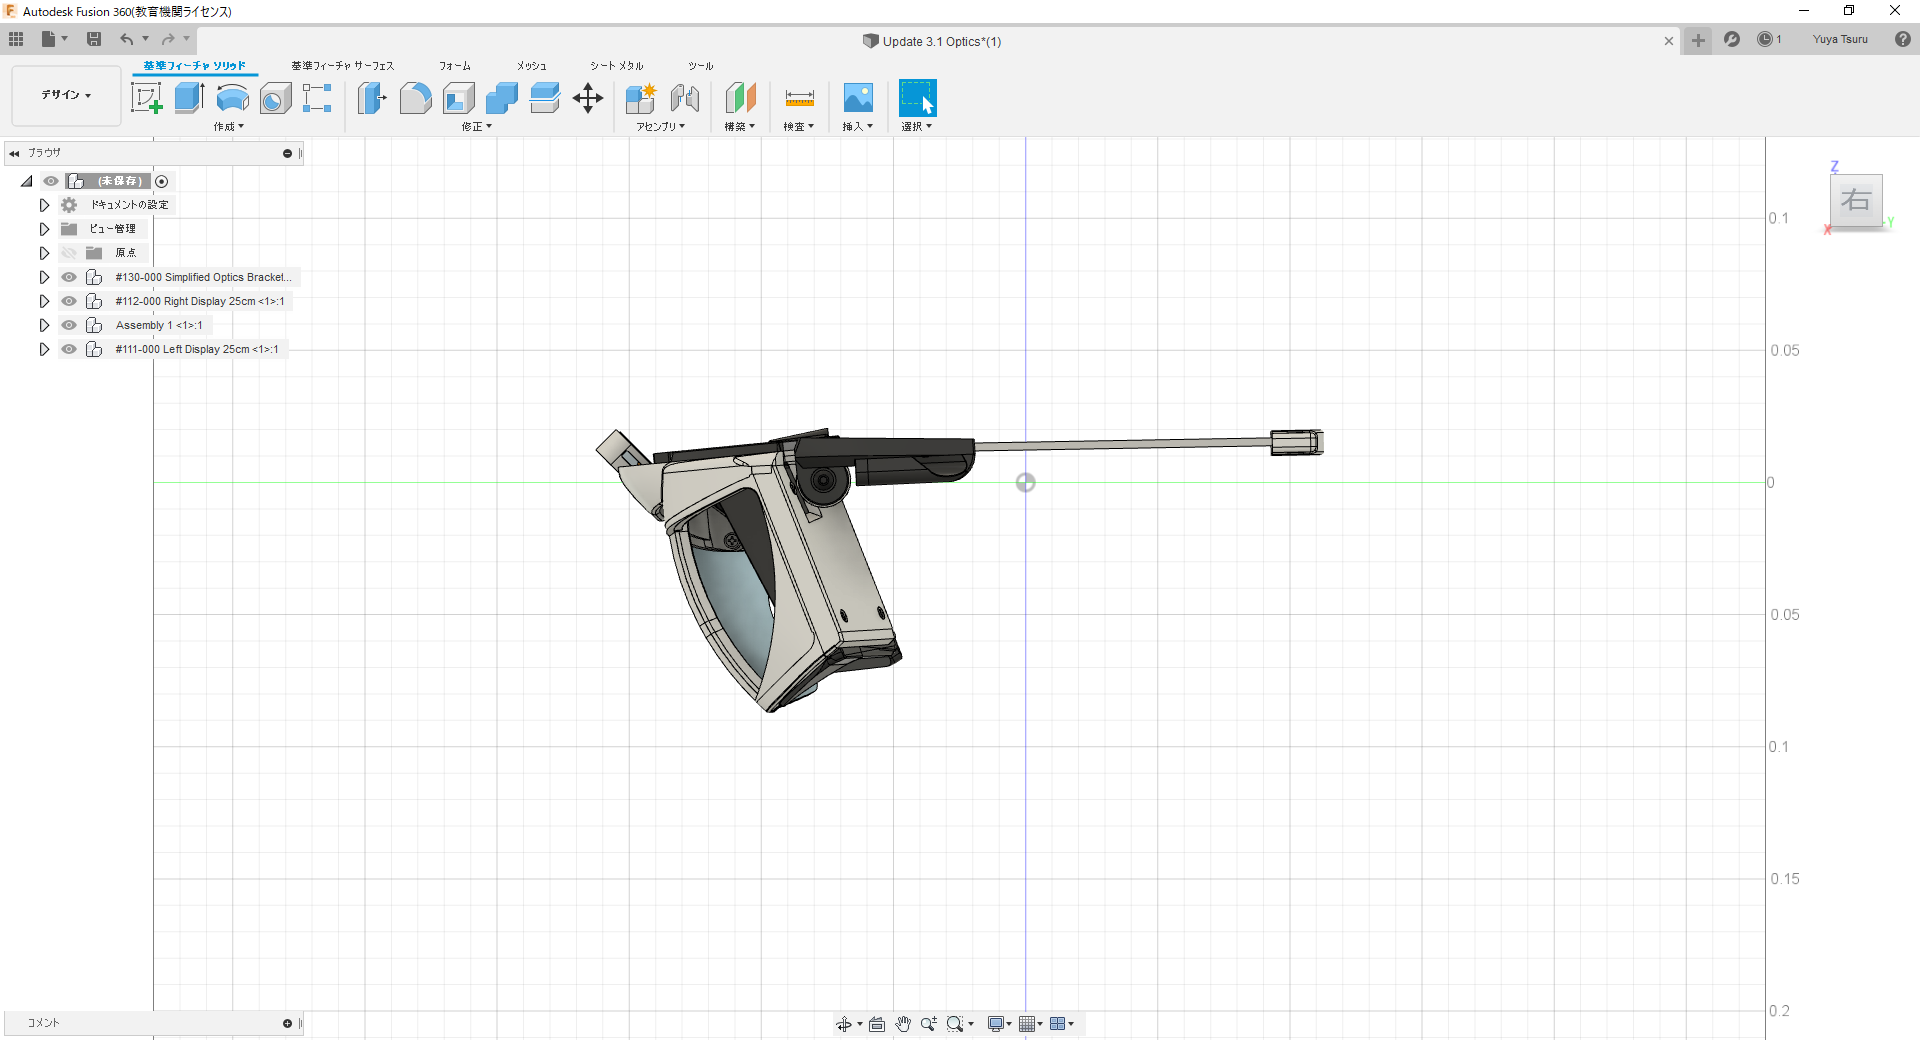 Autodesk Fusion 360(教育機関ライセンス)
Update 3.1 Optics*(1)
1
Yuya Tsuru
デザイン
基準フィーチャ ソリッド
基準フィーチャ サーフェス
フォーム
メッシュ
シート メタル
ツール
作成
修正
アセンブリ
構築
検査
挿入
選択
ブラウザ
(未保存)
ドキュメントの設定
ビュー管理
原点
#130-000 Simplified Optics Bracket...
#112-000 Right Display 25cm <1>:1
Assembly 1 <1>:1
#111-000 Left Display 25cm <1>:1
Z
右
X
-Y
0.1
0.05
0
0.05
0.1
0.15
0.2
コメント